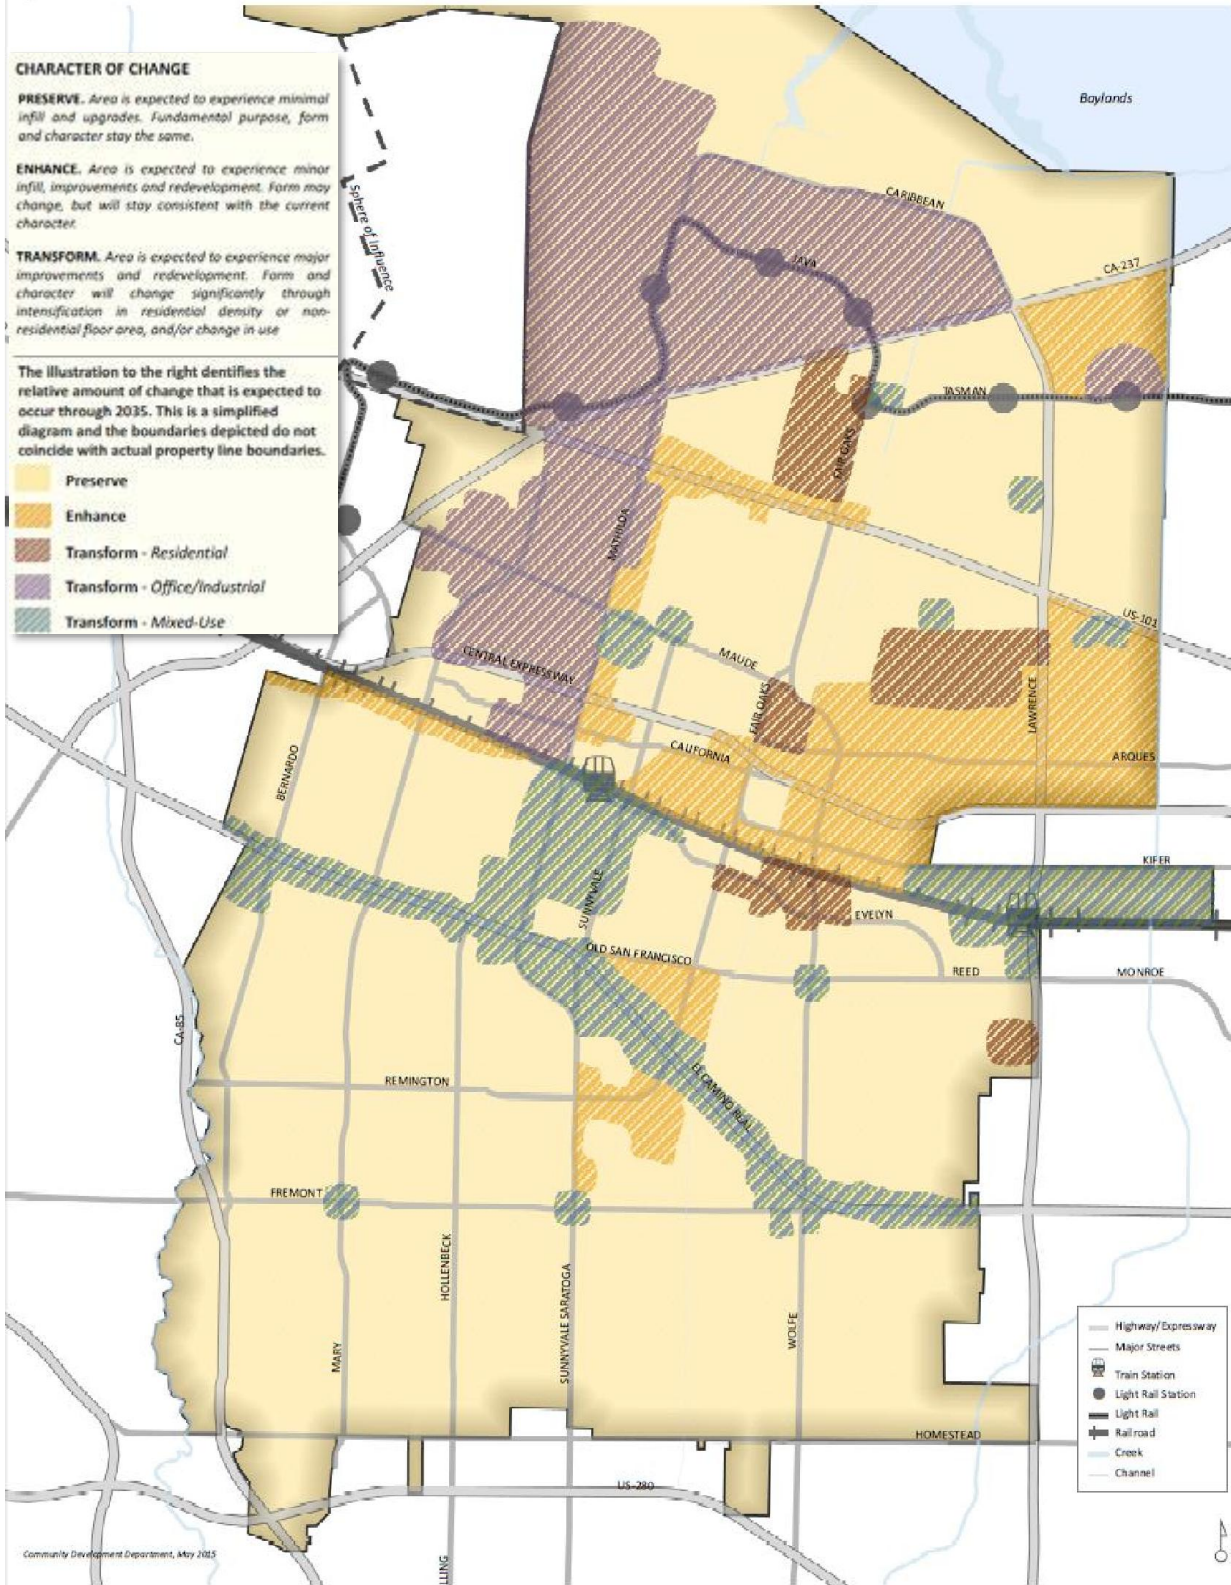 CHARACTER OF CHANGE
PRESERVE. Area is expected to experience minimal
infill and upgrades. Fundamental purpose, form
and character stay the same.
ENHANCE. Area is expected to experience minor
infill, improvements and redevelopment. Form may
change, but will stay consistent with the current
character.
TRANSFORM. Area is expected to experience major
improvements and redevelopment. Form and
character will change significantly through
intensification in residential density or non-
residential floor area, and/or change in use
The illustration to the right dentifies the
relative amount of change that is expected to
occur through 2035. This is a simplified
diagram and the boundaries depicted do not
coincide with actual property line boundaries.
Preserve
Enhance
Transform - Residential
Transform - Office/Industrial
Transform - Mixed-Use
Sphere of Influence
Baylands
CARIBBEAN
JAVA
CA-237
TASMAN
FAIR OAKS
MATHILDA
US-101
MAUDE
CENTRAL EXPRESSWAY
FAIR OAKS
LAWRENCE
CALIFORNIA
ARQUES
BERNARDO
KIFER
SUNNYVALE
EVELYN
OLD SAN FRANCISCO
REED
MONROE
CA-85
REMINGTON
EL CAMINO REAL
FREMONT
HOLLENBECK
SUNNYVALE SARATOGA
WOLFE
MARY
HOMESTEAD
US-280
LLING
Highway/Expressway
Major Streets
Train Station
Light Rail Station
Light Rail
Railroad
Creek
Channel
Community Development Department, May 2015